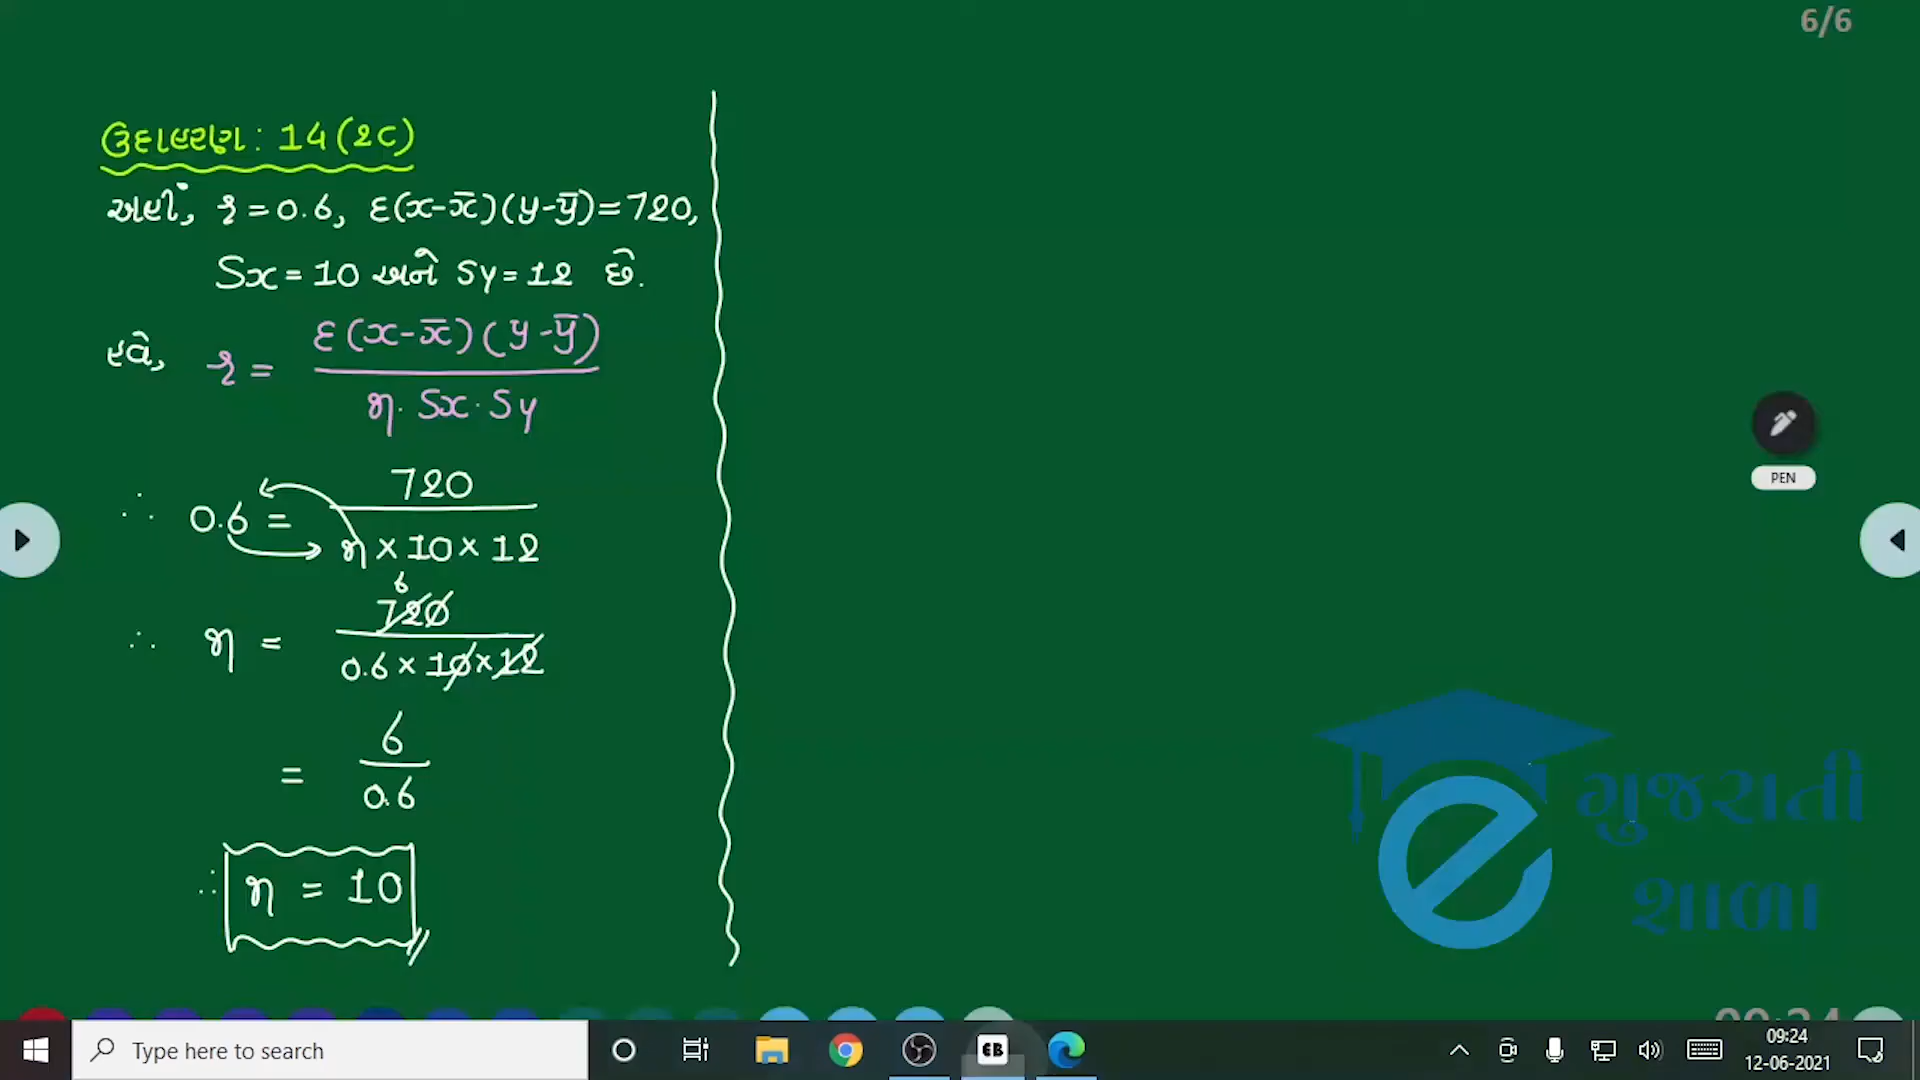 6/6
ઉદાહરણ: 14 (2C)
અહીં, r = 0.6, Σ(x-x̄)(y-ȳ)=720,
Sx = 10 અને Sy = 12 છે.
હવે, r = Σ(x-x̄)(y-ȳ) / n. Sx. Sy
∴ 0.6 = 720 / n × 10 × 12
6
∴ n = 720 / 0.6 × 10 × 12
= 6 / 0.6
∴ n = 10
PEN
e ગુજરાતી
શાળા
Type here to search
EB
09:24
12-06-2021